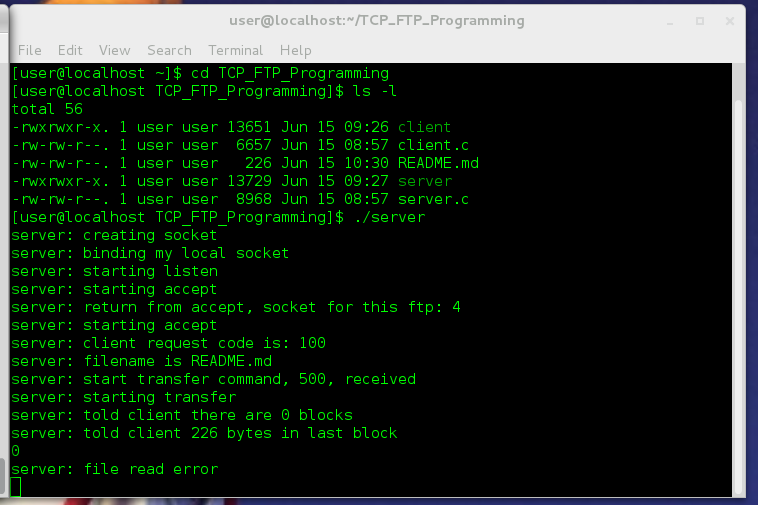 user@localhost:~/TCP_FTP_Programming
File Edit View Search Terminal Help
[user@localhost ~]$ cd TCP_FTP_Programming
[user@localhost TCP_FTP_Programming]$ ls -l
total 56
-rwxrwxr-x. 1 user user 13651 Jun 15 09:26 client
-rw-rw-r--. 1 user user  6657 Jun 15 08:57 client.c
-rw-rw-r--. 1 user user   226 Jun 15 10:30 README.md
-rwxrwxr-x. 1 user user 13729 Jun 15 09:27 server
-rw-rw-r--. 1 user user  8968 Jun 15 08:57 server.c
[user@localhost TCP_FTP_Programming]$ ./server
server: creating socket
server: binding my local socket
server: starting listen
server: starting accept
server: return from accept, socket for this ftp: 4
server: starting accept
server: client request code is: 100
server: filename is README.md
server: start transfer command, 500, received
server: starting transfer
server: told client there are 0 blocks
server: told client 226 bytes in last block
0
server: file read error